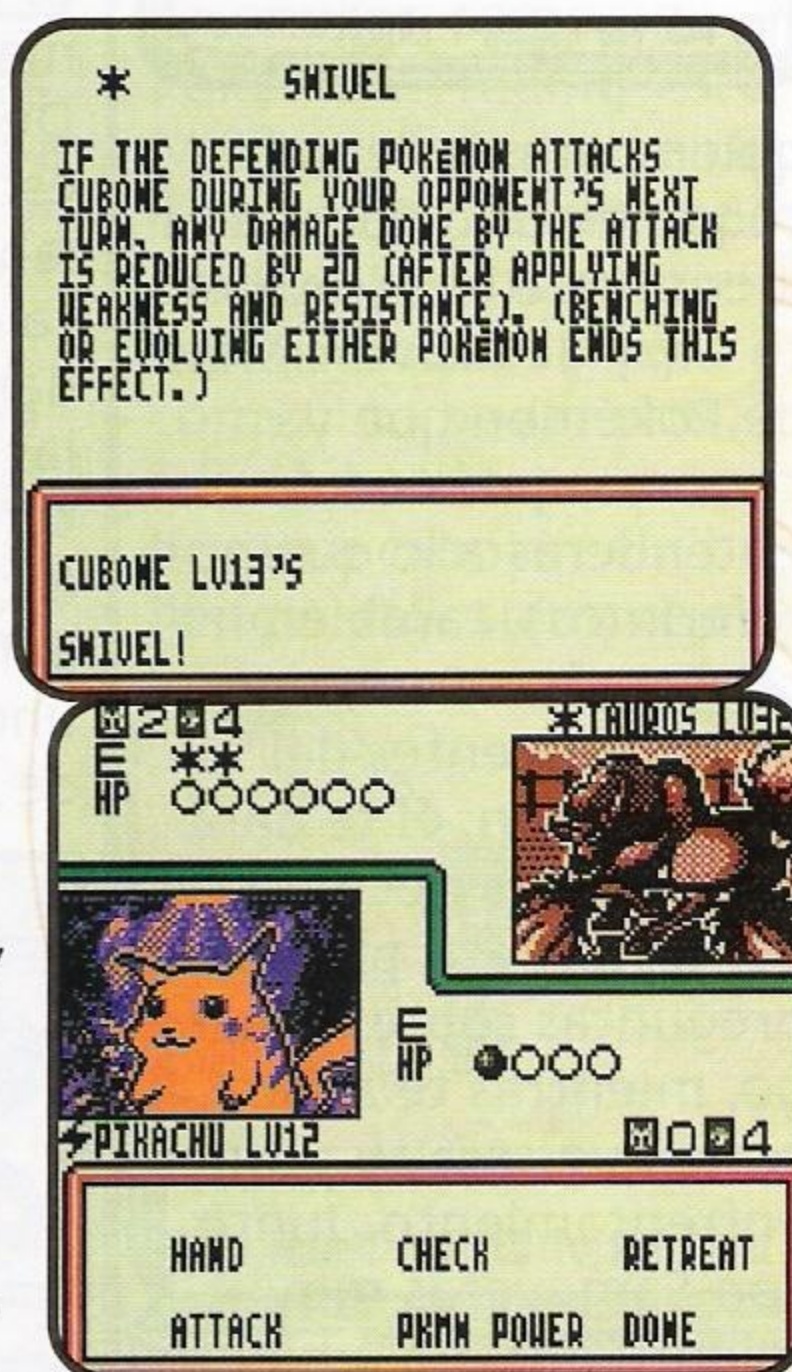 SNIVEL
IF THE DEFENDING POKéMON ATTACKS
CUBONE DURING YOUR OPPONENT'S NEXT
TURN, ANY DAMAGE DONE BY THE ATTACK
IS REDUCED BY 20 (AFTER APPLYING
WEAKNESS AND RESISTANCE). (BENCHING
OR EVOLVING EITHER POKéMON ENDS THIS
EFFECT.)
CUBONE LV13'S
SNIVEL!
2 4
TAUROS LV32
E
HP
E
HP
PIKACHU LV12
0 4
HAND CHECK RETREAT
ATTACK PKMN POWER DONE